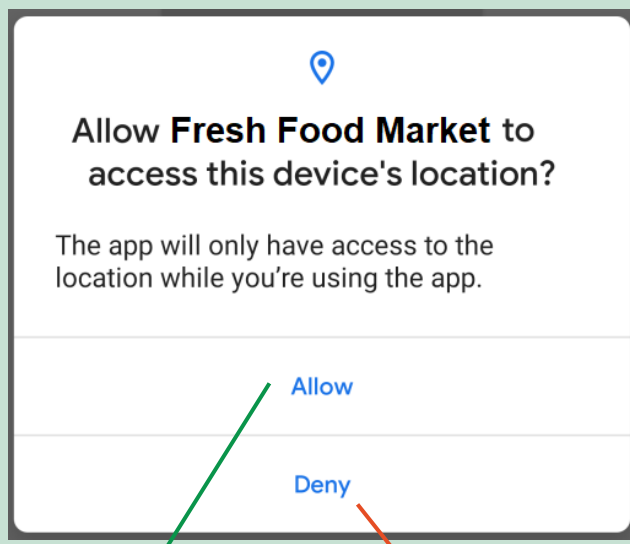 Allow Fresh Food Market to
access this device's location?
The app will only have access to the
location while you’re using the app.
Allow
Deny